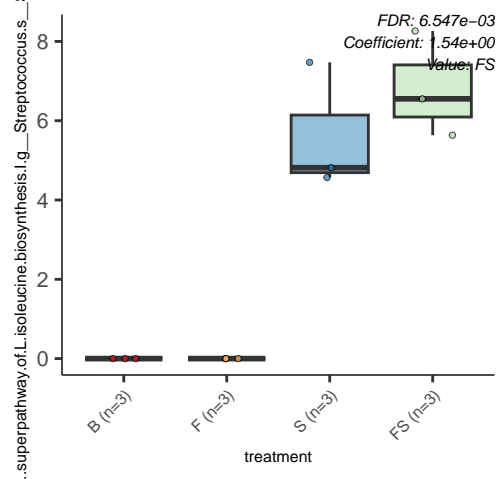 FDR: 6.547e−03
Coefficient: 1.54e+00
Value: FS
..superpathway.of.L.isoleucine.biosynthesis.I.g__Streptococcus.s__S
8
6
4
2
0
B (n=3)
F (n=3)
S (n=3)
FS (n=3)
treatment